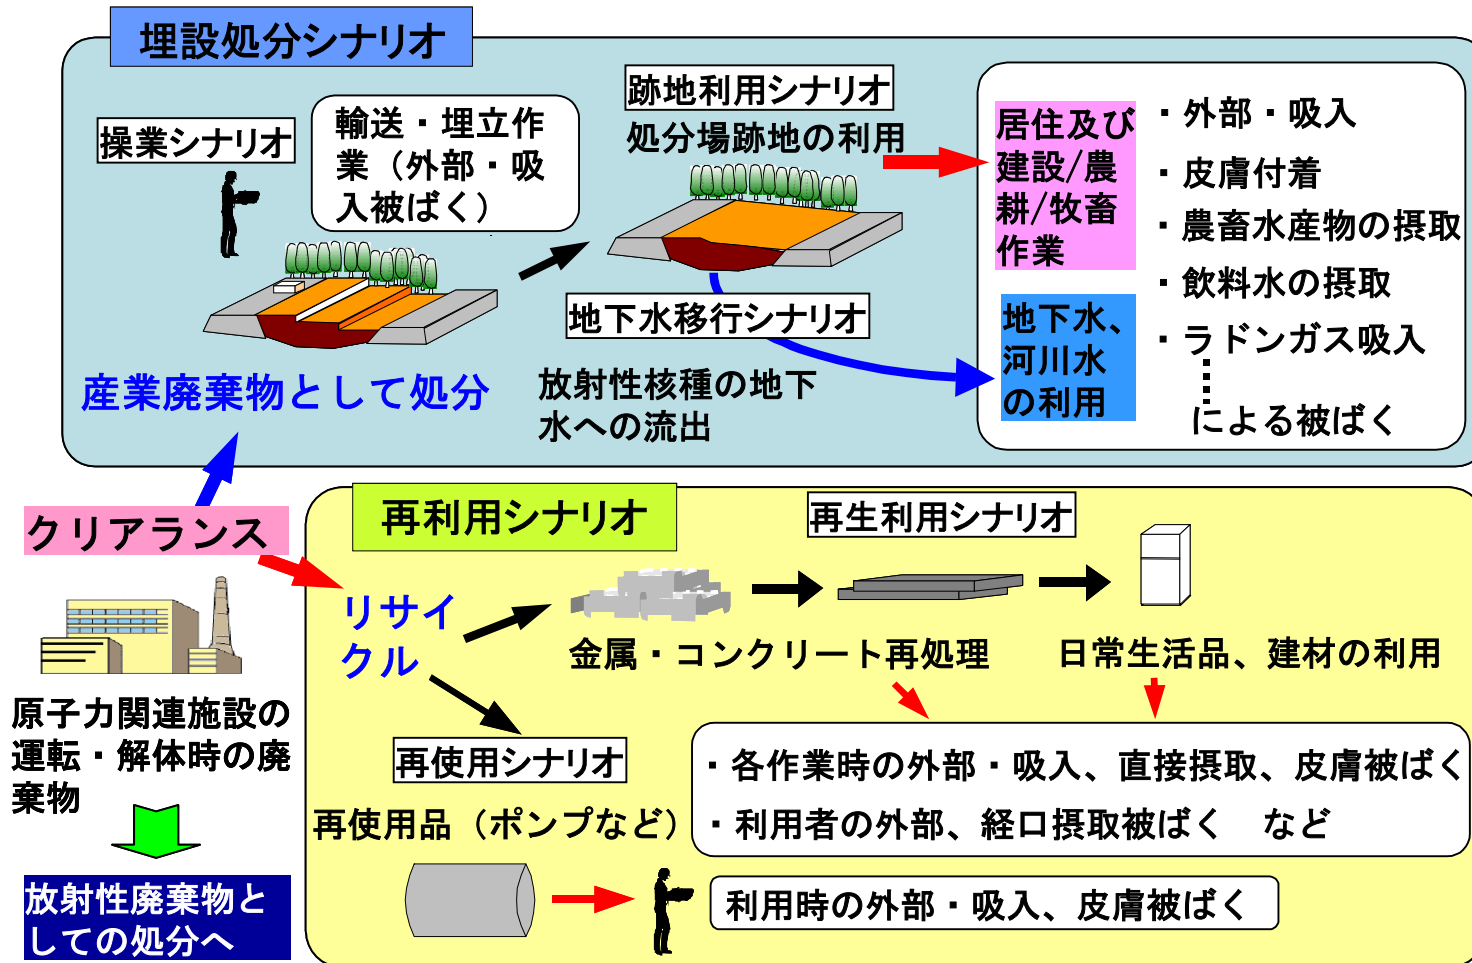 埋設処分シナリオ
操業シナリオ
輸送・埋立作
業（外部・吸
入被ばく）
跡地利用シナリオ
処分場跡地の利用
居住及び
建設/農
耕/牧畜
作業
・外部・吸入
・皮膚付着
・農畜水産物の摂取
・飲料水の摂取
・ラドンガス吸入
による被ばく
地下水移行シナリオ
放射性核種の地下
水への流出
地下水、
河川水
の利用
産業廃棄物として処分
クリアランス
原子力関連施設の
運転・解体時の廃
棄物
放射性廃棄物と
しての処分へ
再利用シナリオ
リサイ
クル
再生利用シナリオ
金属・コンクリート再処理
日常生活品、建材の利用
・各作業時の外部・吸入、直接摂取、皮膚被ばく
・利用者の外部、経口摂取被ばく　など
再使用シナリオ
再使用品（ポンプなど）
利用時の外部・吸入、皮膚被ばく